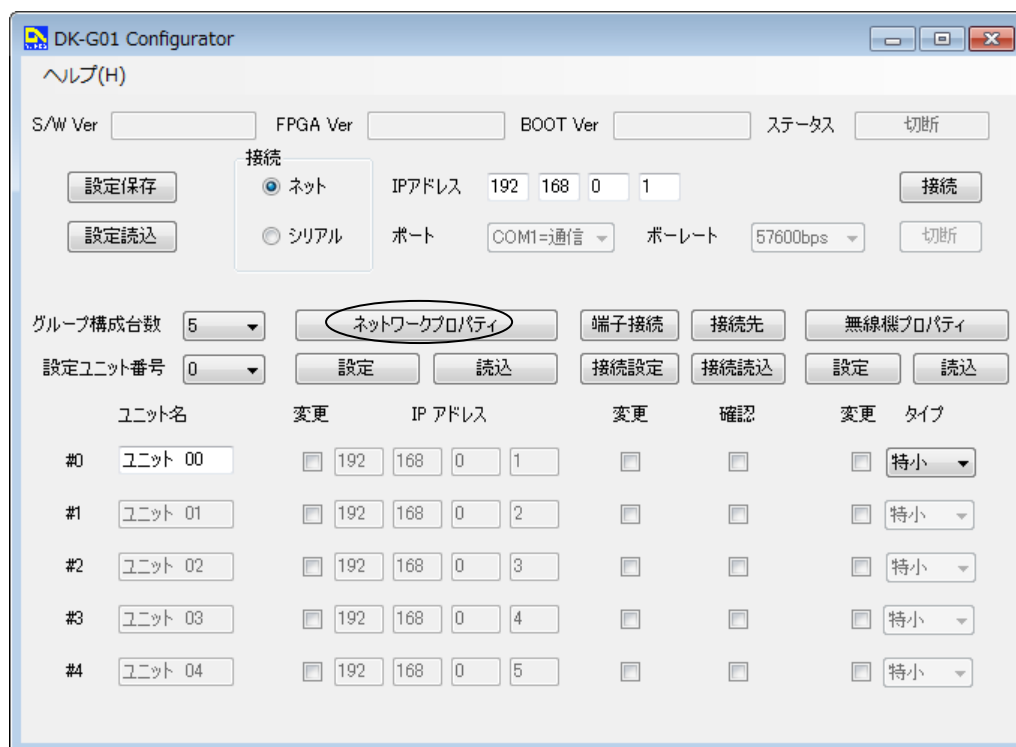 DK-G01 Configurator
ヘルプ(H)
S/W Ver FPGA Ver BOOT Ver ステータス 切断
接続
設定保存 ネット IPアドレス 192 168 0 1 接続
設定読込 シリアル ポート COM1=通信 ボーレート 57600bps 切断
グループ構成台数 5 ネットワークプロパティ 端子接続 接続先 無線機プロパティ
設定ユニット番号 0 設定 読込 接続設定 接続読込 設定 読込
ユニット名 変更 IP アドレス 変更 確認 変更 タイプ
#0 ユニット 00 192 168 0 1 特小
#1 ユニット 01 192 168 0 2 特小
#2 ユニット 02 192 168 0 3 特小
#3 ユニット 03 192 168 0 4 特小
#4 ユニット 04 192 168 0 5 特小